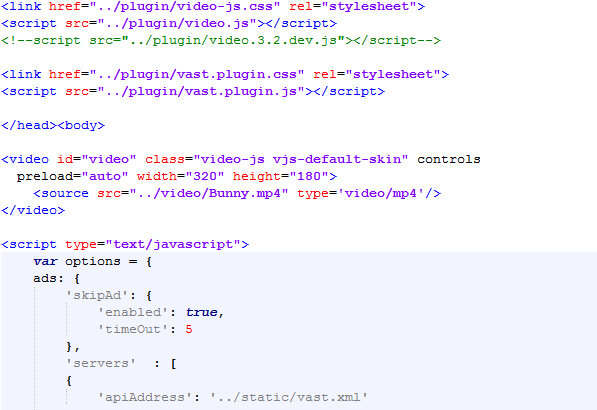 <link href="../plugin/video-js.css" rel="stylesheet">
<script src="../plugin/video.js"></script>
<!--script src="../plugin/video.3.2.dev.js"></script-->
<link href="../plugin/vast.plugin.css" rel="stylesheet">
<script src="../plugin/vast.plugin.js"></script>
</head><body>
<video id="video" class="video-js vjs-default-skin" controls
preload="auto" width="320" height="180">
<source src="../video/Bunny.mp4" type='video/mp4'/>
</video>
<script type="text/javascript">
var options = {
ads: {
'skipAd': {
'enabled': true,
'timeOut': 5
},
'servers'  : [
{
'apiAddress': '../static/vast.xml'